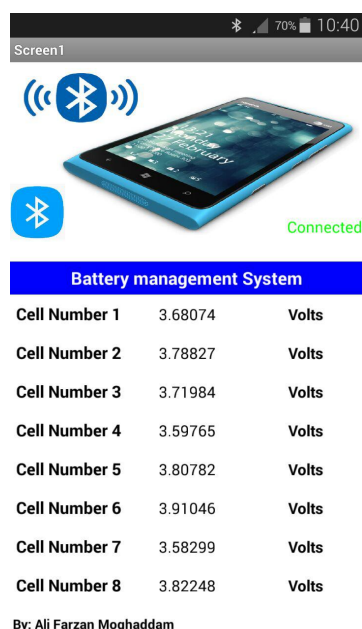 70% 10:40
Screen1
Connected
Battery management System
Cell Number 1 3.68074 Volts
Cell Number 2 3.78827 Volts
Cell Number 3 3.71984 Volts
Cell Number 4 3.59765 Volts
Cell Number 5 3.80782 Volts
Cell Number 6 3.91046 Volts
Cell Number 7 3.58299 Volts
Cell Number 8 3.82248 Volts
By: Ali Farzan Moghaddam